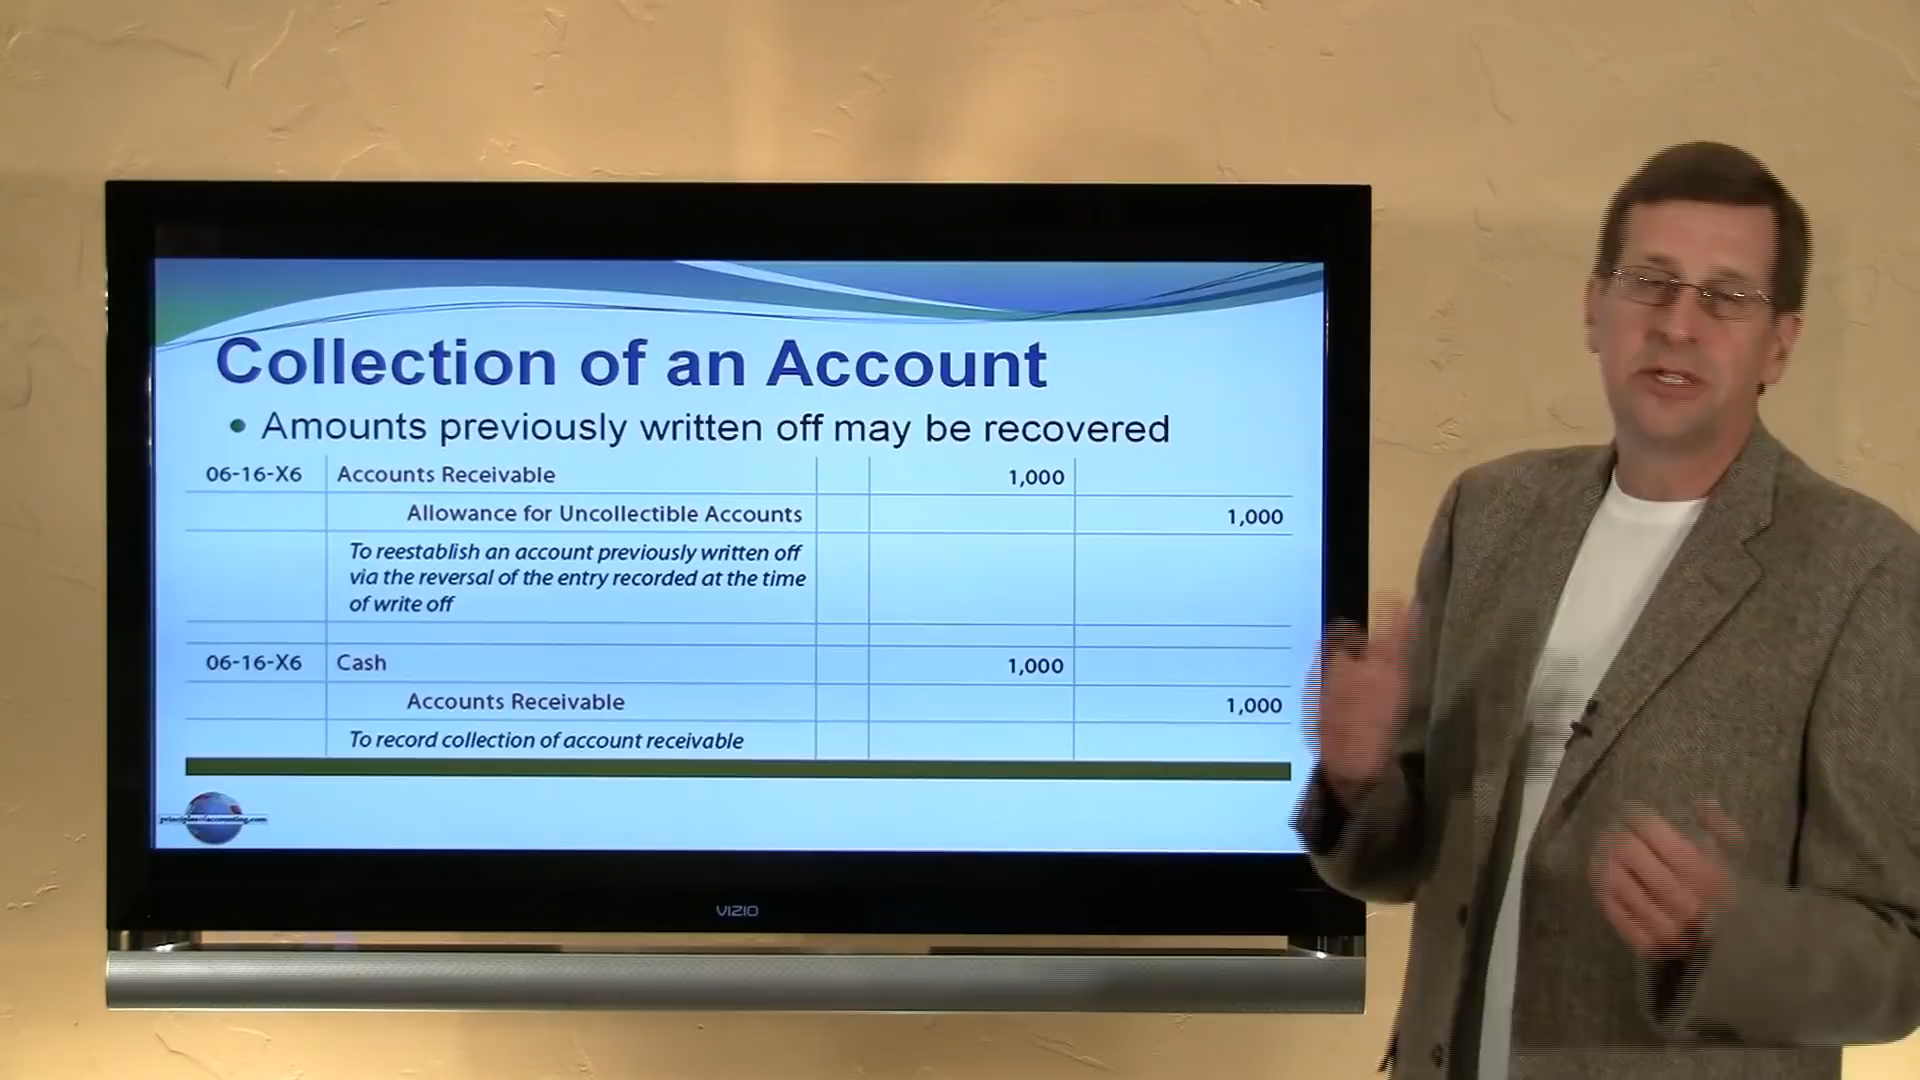 Collection of an Account
• Amounts previously written off may be recovered
06-16-X6 Accounts Receivable 1,000
Allowance for Uncollectible Accounts 1,000
To reestablish an account previously written off
via the reversal of the entry recorded at the time
of write off
06-16-X6 Cash 1,000
Accounts Receivable 1,000
To record collection of account receivable
principlesofaccounting.com
VIZIO